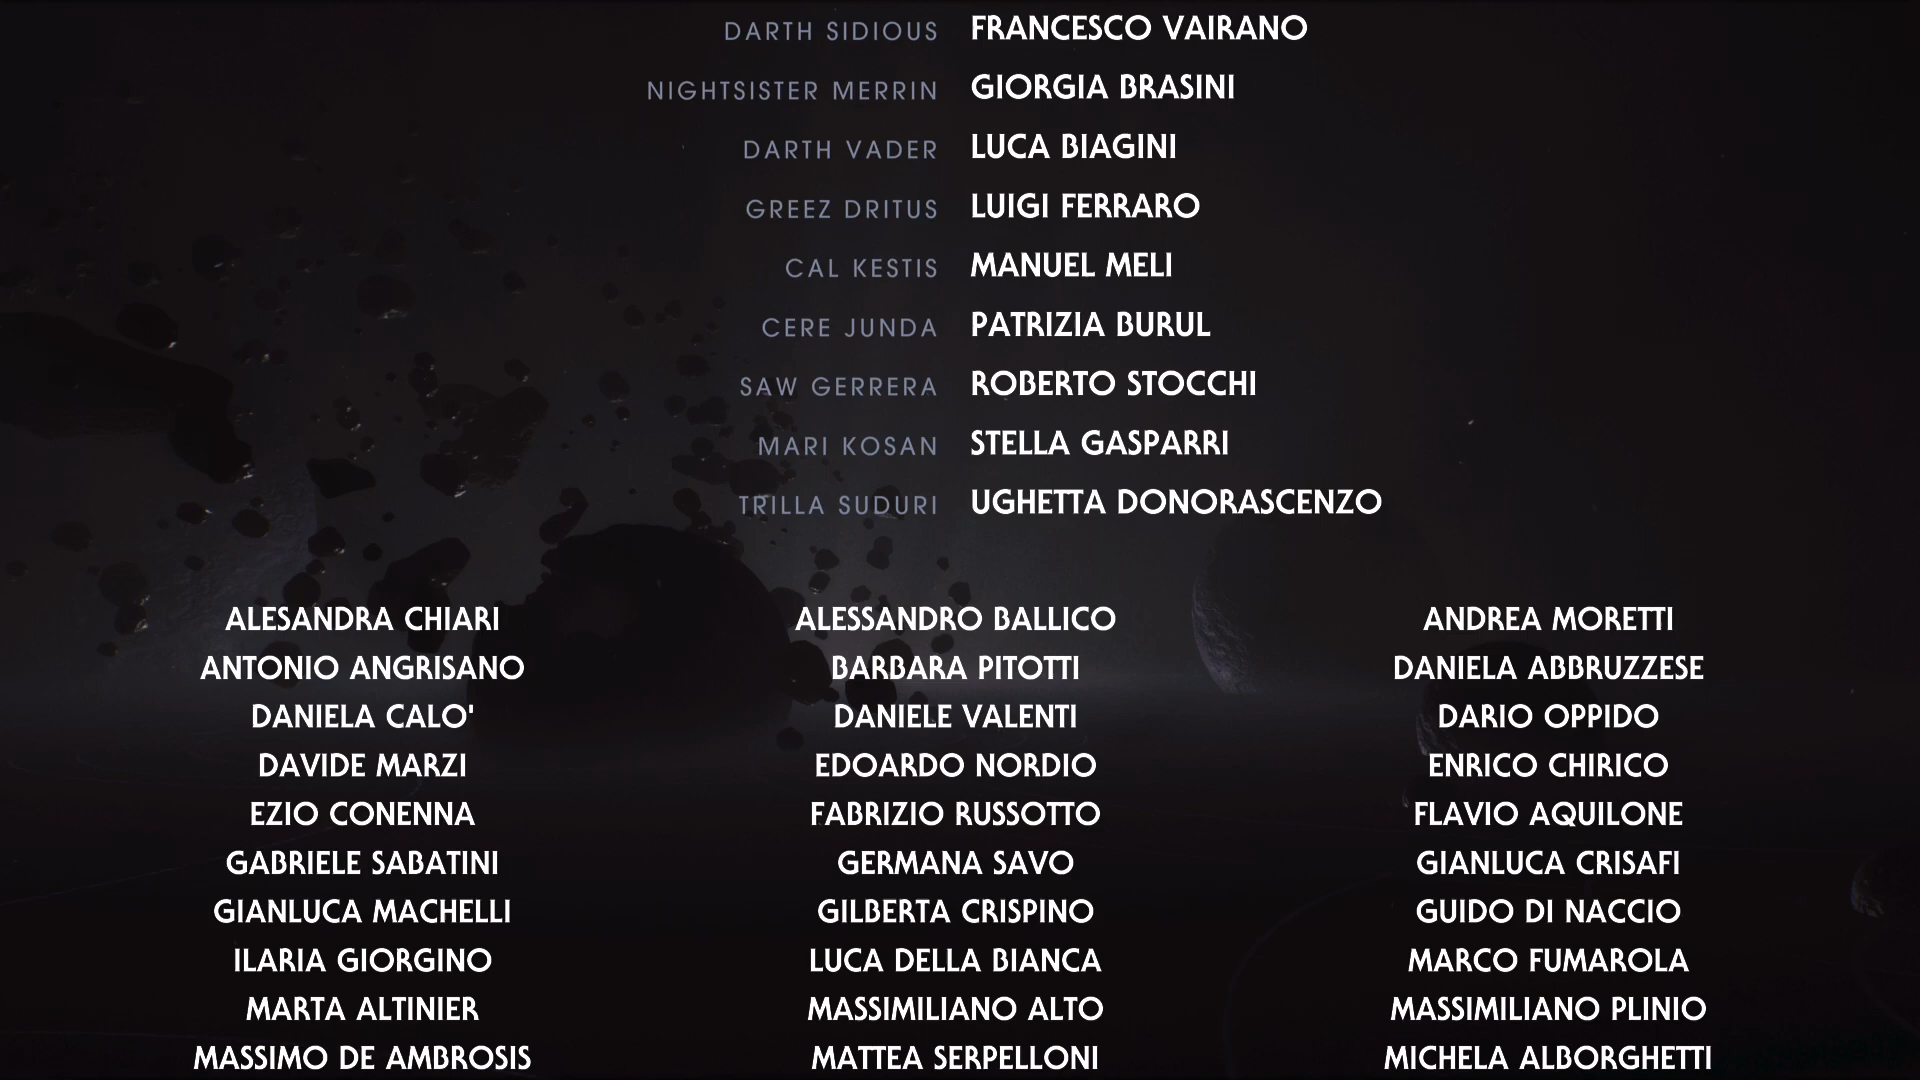 DARTH SIDIOUS FRANCESCO VAIRANO
NIGHTSISTER MERRIN GIORGIA BRASINI
DARTH VADER LUCA BIAGINI
GREEZ DRITUS LUIGI FERRARO
CAL KESTIS MANUEL MELI
CERE JUNDA PATRIZIA BURUL
SAW GERRERA ROBERTO STOCCHI
MARI KOSAN STELLA GASPARRI
TRILLA SUDURI UGHETTA DONORASCENZO
ALESANDRA CHIARI ALESSANDRO BALLICO ANDREA MORETTI
ANTONIO ANGRISANO BARBARA PITOTTI DANIELA ABBRUZZESE
DANIELA CALO' DANIELE VALENTI DARIO OPPIDO
DAVIDE MARZI EDOARDO NORDIO ENRICO CHIRICO
EZIO CONENNA FABRIZIO RUSSOTTO FLAVIO AQUILONE
GABRIELE SABATINI GERMANA SAVO GIANLUCA CRISAFI
GIANLUCA MACHELLI GILBERTA CRISPINO GUIDO DI NACCIO
ILARIA GIORGINO LUCA DELLA BIANCA MARCO FUMAROLA
MARTA ALTINIER MASSIMILIANO ALTO MASSIMILIANO PLINIO
MASSIMO DE AMBROSIS MATTEA SERPELLONI MICHELA ALBORGHETTI